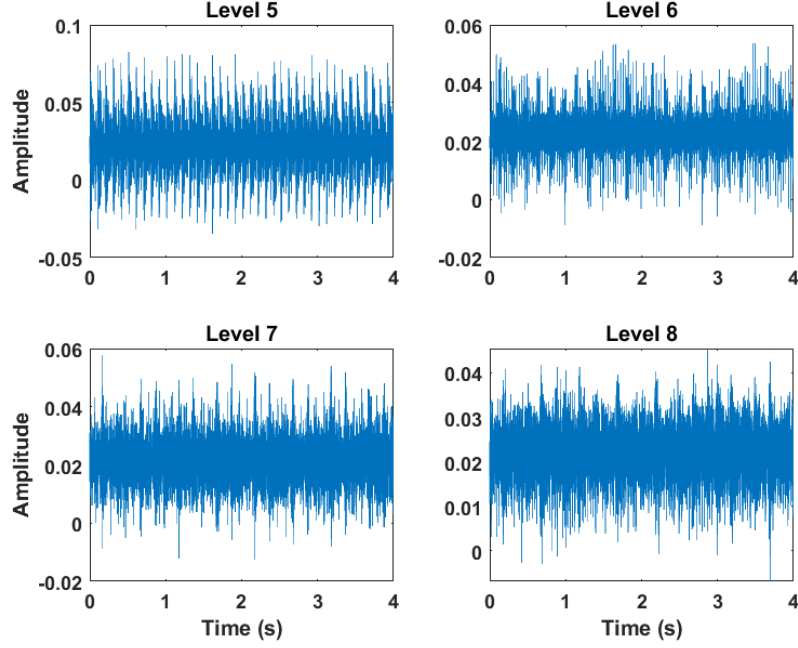 Level 5 Level 6
0.1 0.06
0.05 0.04
0.02
0 0
-0.05 -0.02
Amplitude
0 1 2 3 4 0 1 2 3 4
Level 7 Level 8
0.06 0.04
0.04 0.03
0.02 0.02
0.01
0 0
-0.02
Amplitude
0 1 2 3 4 0 1 2 3 4
Time (s) Time (s)